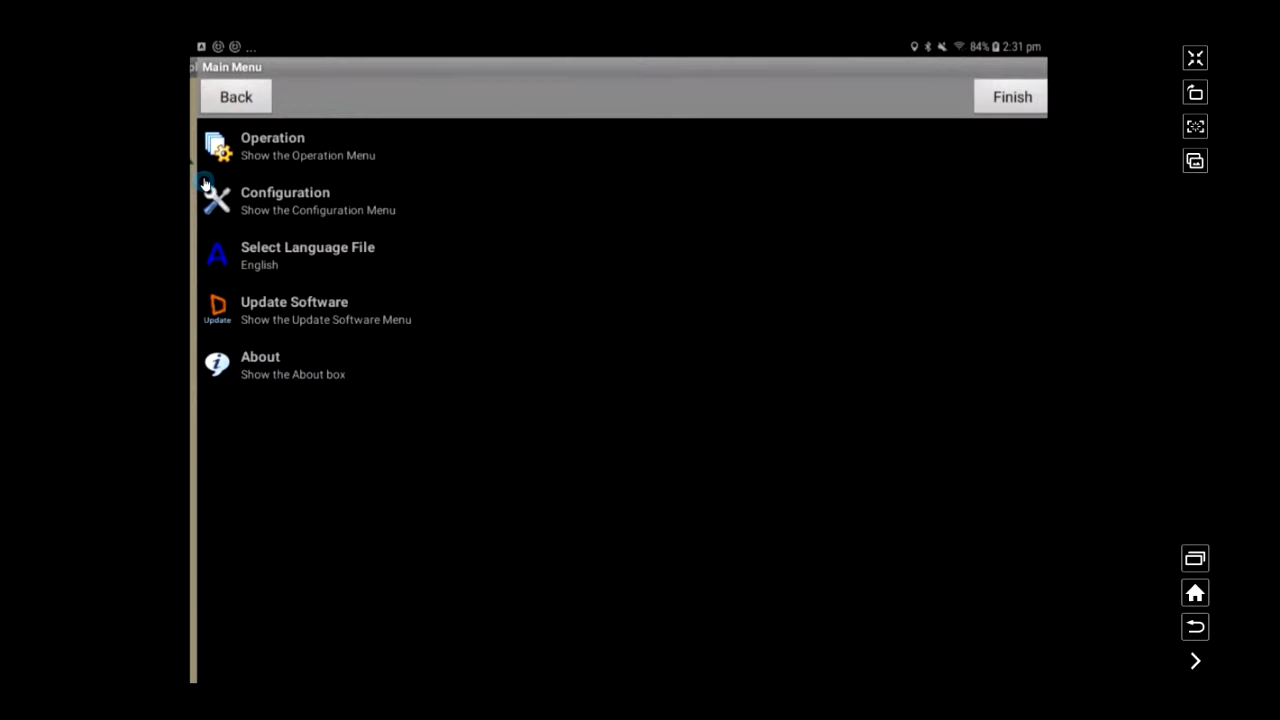 ...
84% 2:31 pm
Main Menu
Back
Finish
Operation
Show the Operation Menu
Configuration
Show the Configuration Menu
A
Select Language File
English
Update
Update Software
Show the Update Software Menu
i
About
Show the About box